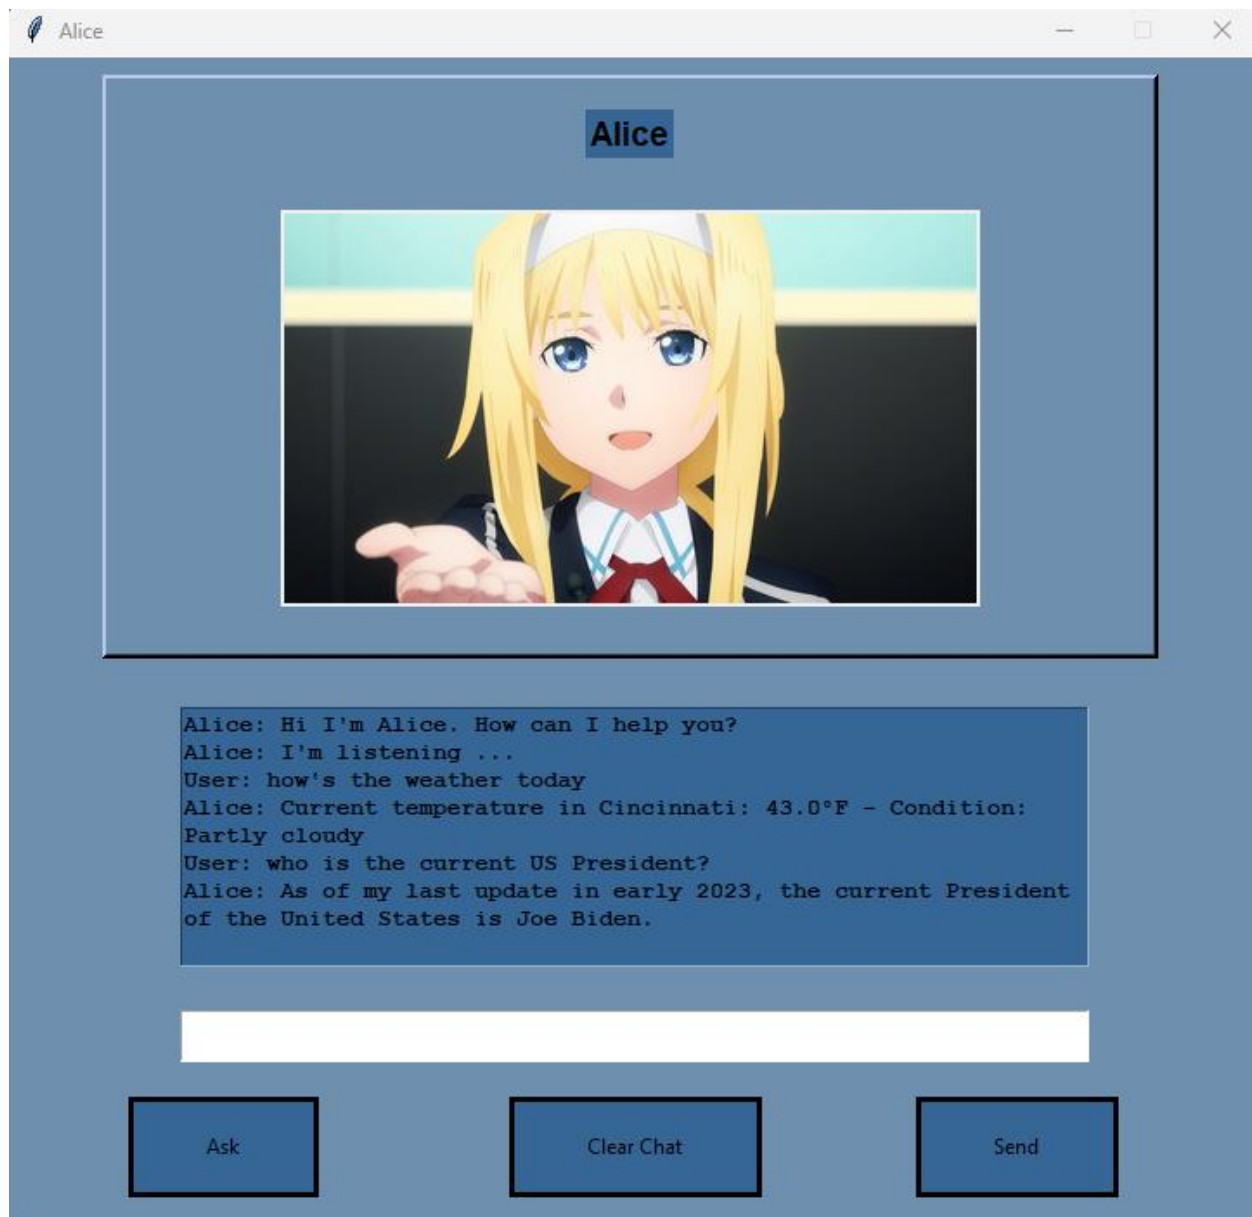 Alice
Alice
Alice: Hi I'm Alice. How can I help you?
Alice: I'm listening ...
User: how's the weather today
Alice: Current temperature in Cincinnati: 43.0°F - Condition:
Partly cloudy
User: who is the current US President?
Alice: As of my last update in early 2023, the current President
of the United States is Joe Biden.
Ask
Clear Chat
Send